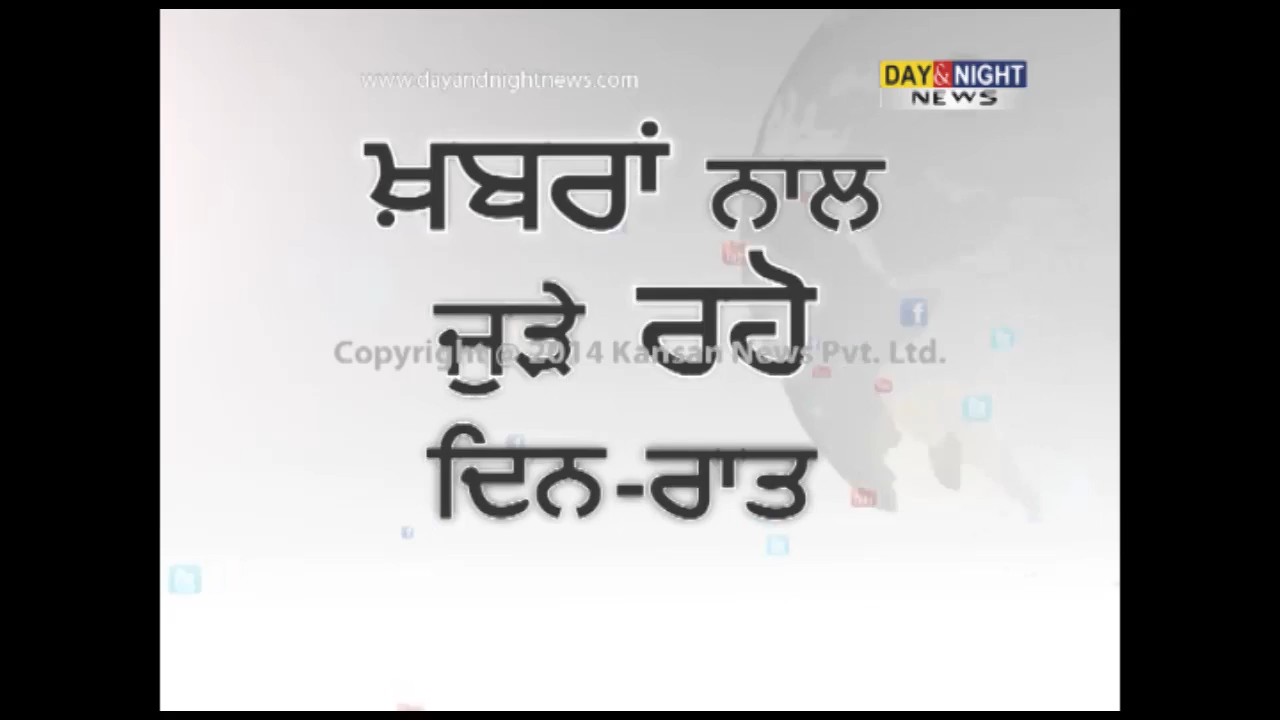 www.dayandnightnews.com
DAY&NIGHT
NEWS
ਖ਼ਬਰਾਂ ਨਾਲ
ਜੁੜੇ ਰਹੋ
Copyright @ 2014 Kansan News Pvt. Ltd.
ਦਿਨ-ਰਾਤ